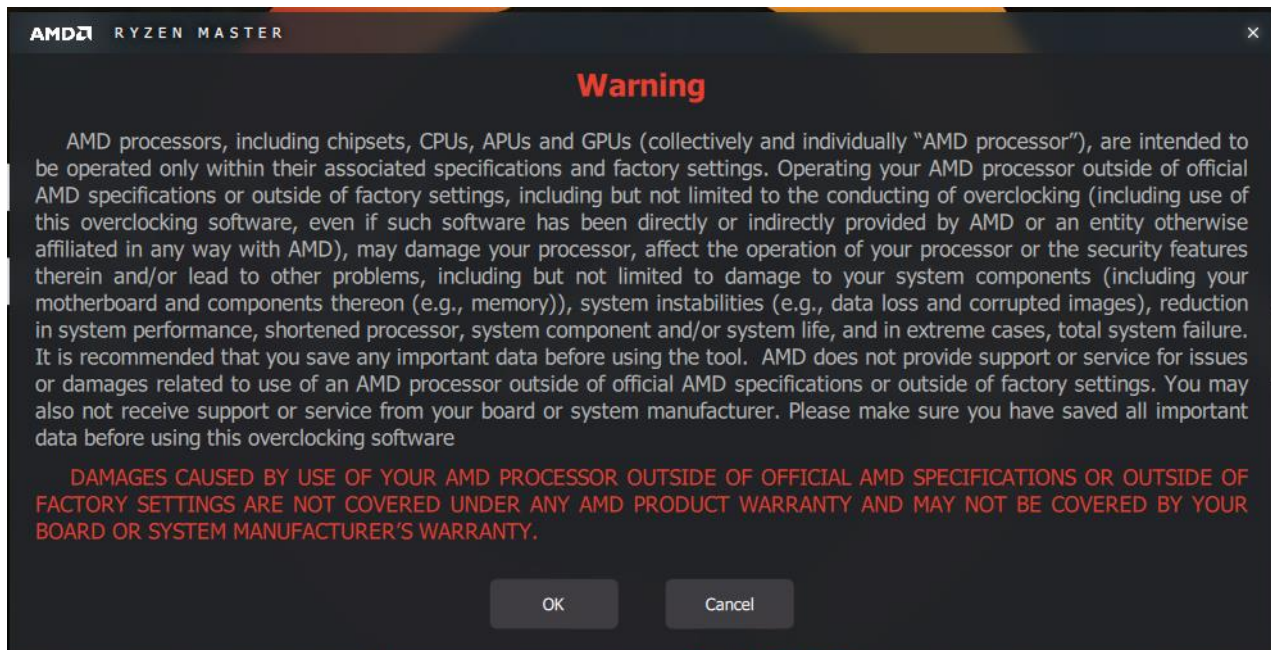 AMD RYZEN MASTER ×
Warning
AMD processors, including chipsets, CPUs, APUs and GPUs (collectively and individually “AMD processor”), are intended to
be operated only within their associated specifications and factory settings. Operating your AMD processor outside of official
AMD specifications or outside of factory settings, including but not limited to the conducting of overclocking (including use of
this overclocking software, even if such software has been directly or indirectly provided by AMD or an entity otherwise
affiliated in any way with AMD), may damage your processor, affect the operation of your processor or the security features
therein and/or lead to other problems, including but not limited to damage to your system components (including your
motherboard and components thereon (e.g., memory)), system instabilities (e.g., data loss and corrupted images), reduction
in system performance, shortened processor, system component and/or system life, and in extreme cases, total system failure.
It is recommended that you save any important data before using the tool. AMD does not provide support or service for issues
or damages related to use of an AMD processor outside of official AMD specifications or outside of factory settings. You may
also not receive support or service from your board or system manufacturer. Please make sure you have saved all important
data before using this overclocking software
DAMAGES CAUSED BY USE OF YOUR AMD PROCESSOR OUTSIDE OF OFFICIAL AMD SPECIFICATIONS OR OUTSIDE OF
FACTORY SETTINGS ARE NOT COVERED UNDER ANY AMD PRODUCT WARRANTY AND MAY NOT BE COVERED BY YOUR
BOARD OR SYSTEM MANUFACTURER’S WARRANTY.
OK Cancel